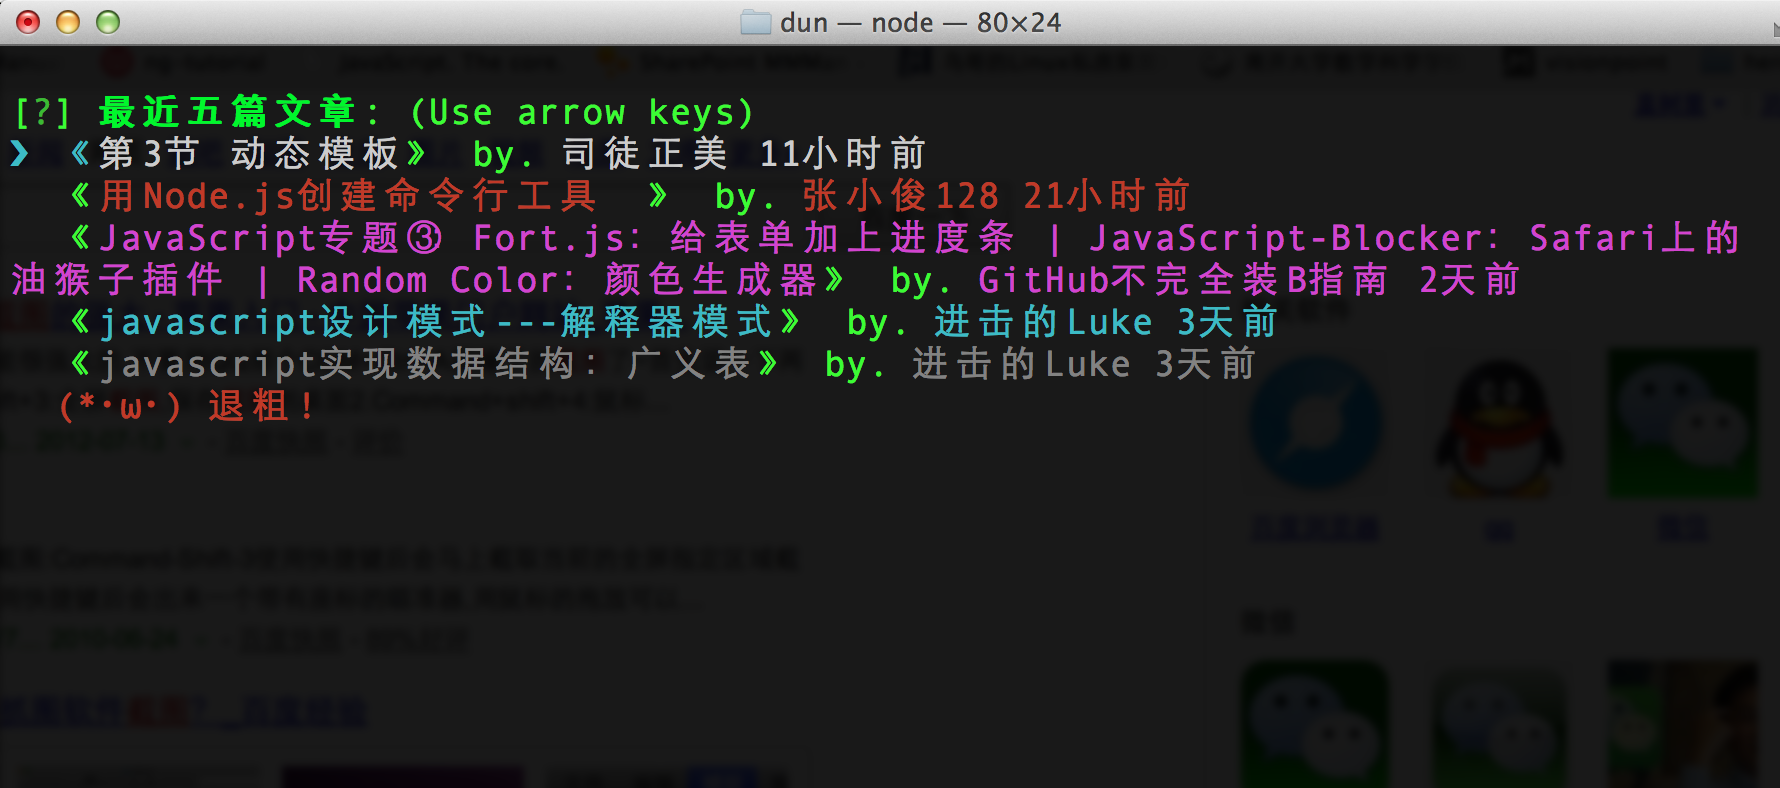 dun — node — 80×24
[?] 最近五篇文章: (Use arrow keys)
❯ 《第3节 动态模板》 by. 司徒正美 11小时前
《用Node.js创建命令行工具 》 by. 张小俊128 21小时前
《JavaScript专题③ Fort.js: 给表单加上进度条 | JavaScript-Blocker: Safari上的
油猴子插件 | Random Color: 颜色生成器》 by. GitHub不完全装B指南 2天前
《javascript设计模式---解释器模式》 by. 进击的Luke 3天前
《javascript实现数据结构: 广义表》 by. 进击的Luke 3天前
(*･ω･) 退粗!